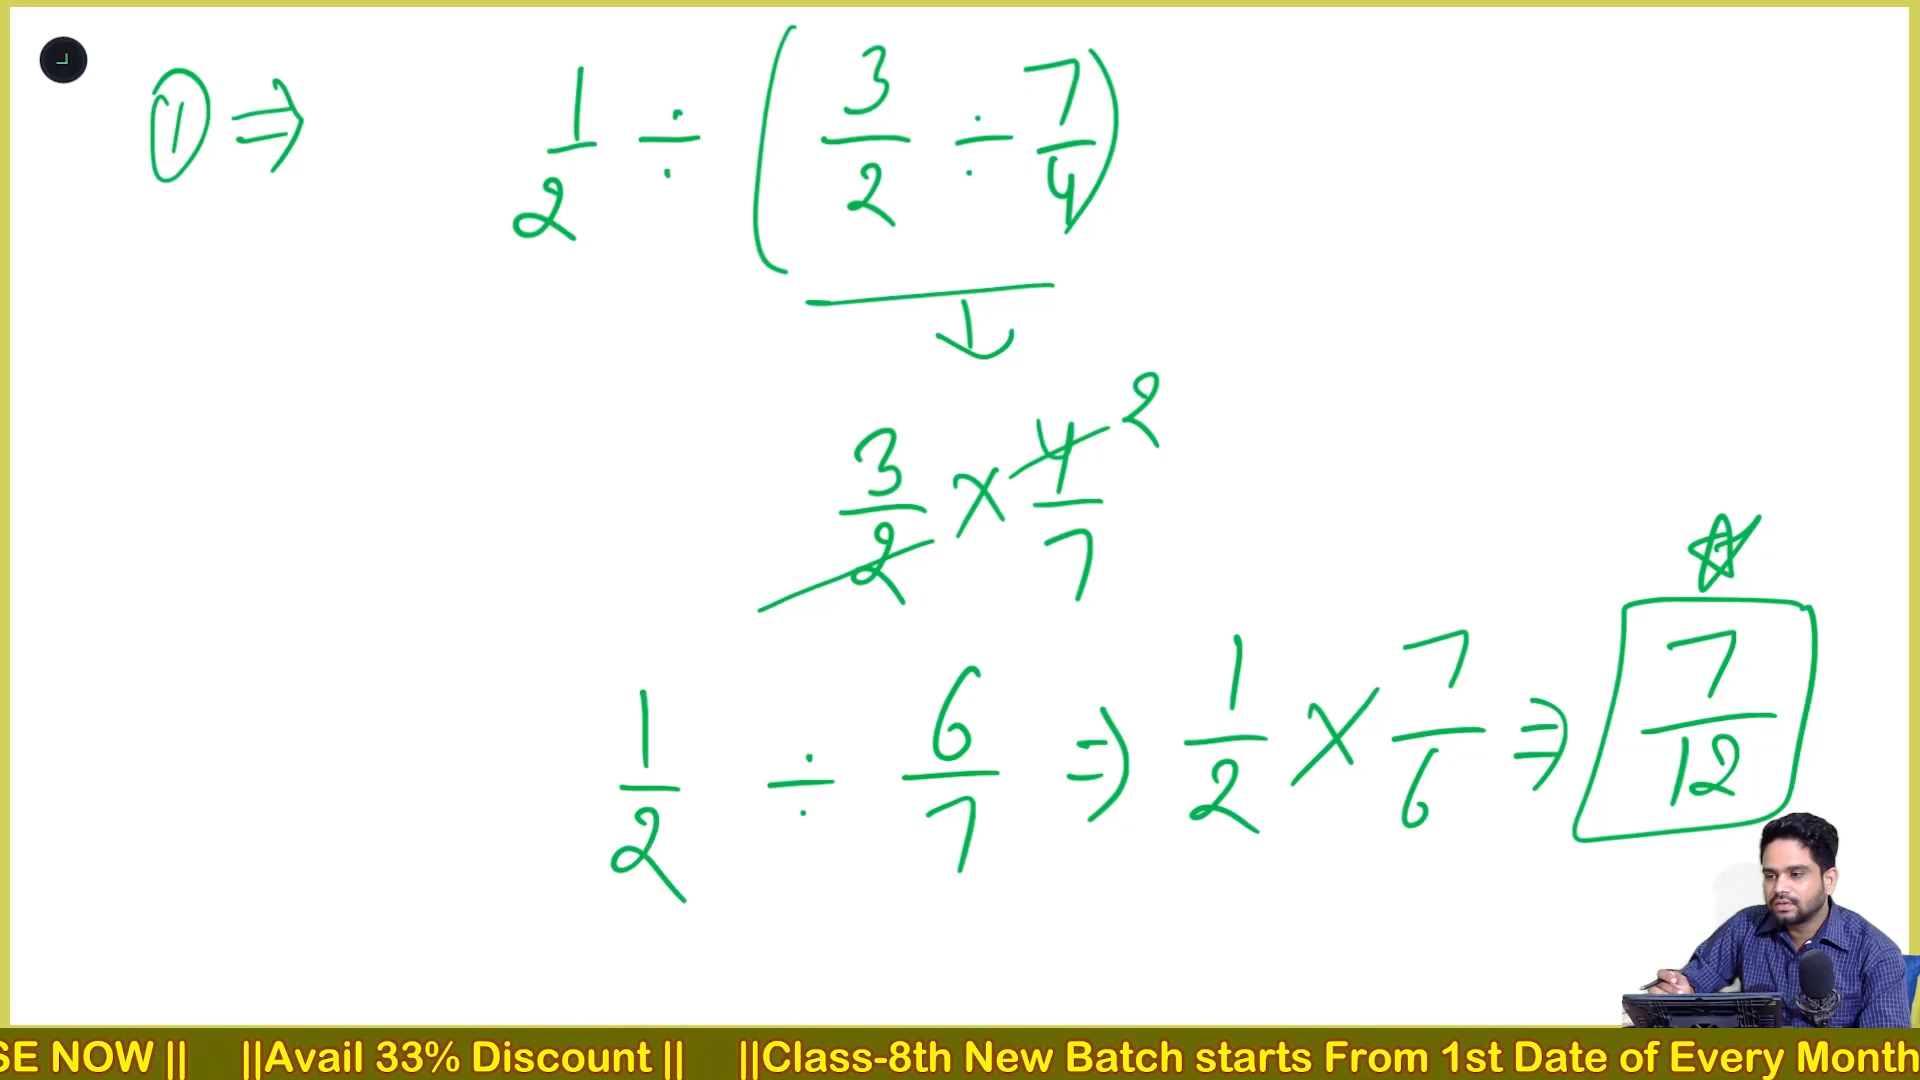 ① ⇒ 1/2 ÷ (3/2 ÷ 7/4)
3/2 × 4/7 2
1/2 ÷ 6/7 ⇒ 1/2 × 7/6 ⇒ 7/12
SE NOW || ||Avail 33% Discount || ||Class-8th New Batch starts From 1st Date of Every Month